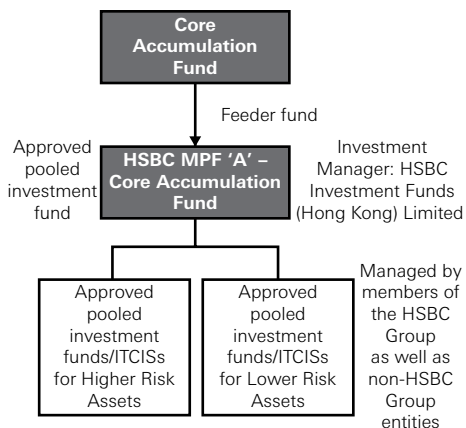 Core
Accumulation
Fund
Feeder fund
Approved
pooled
investment
fund
HSBC MPF ‘A’ –
Core Accumulation
Fund
Investment
Manager: HSBC
Investment Funds
(Hong Kong) Limited
Approved
pooled
investment
funds/ITCISs
for Higher Risk
Assets
Approved
pooled
investment
funds/ITCISs
for Lower Risk
Assets
Managed by
members of
the HSBC
Group
as well as
non-HSBC
Group
entities